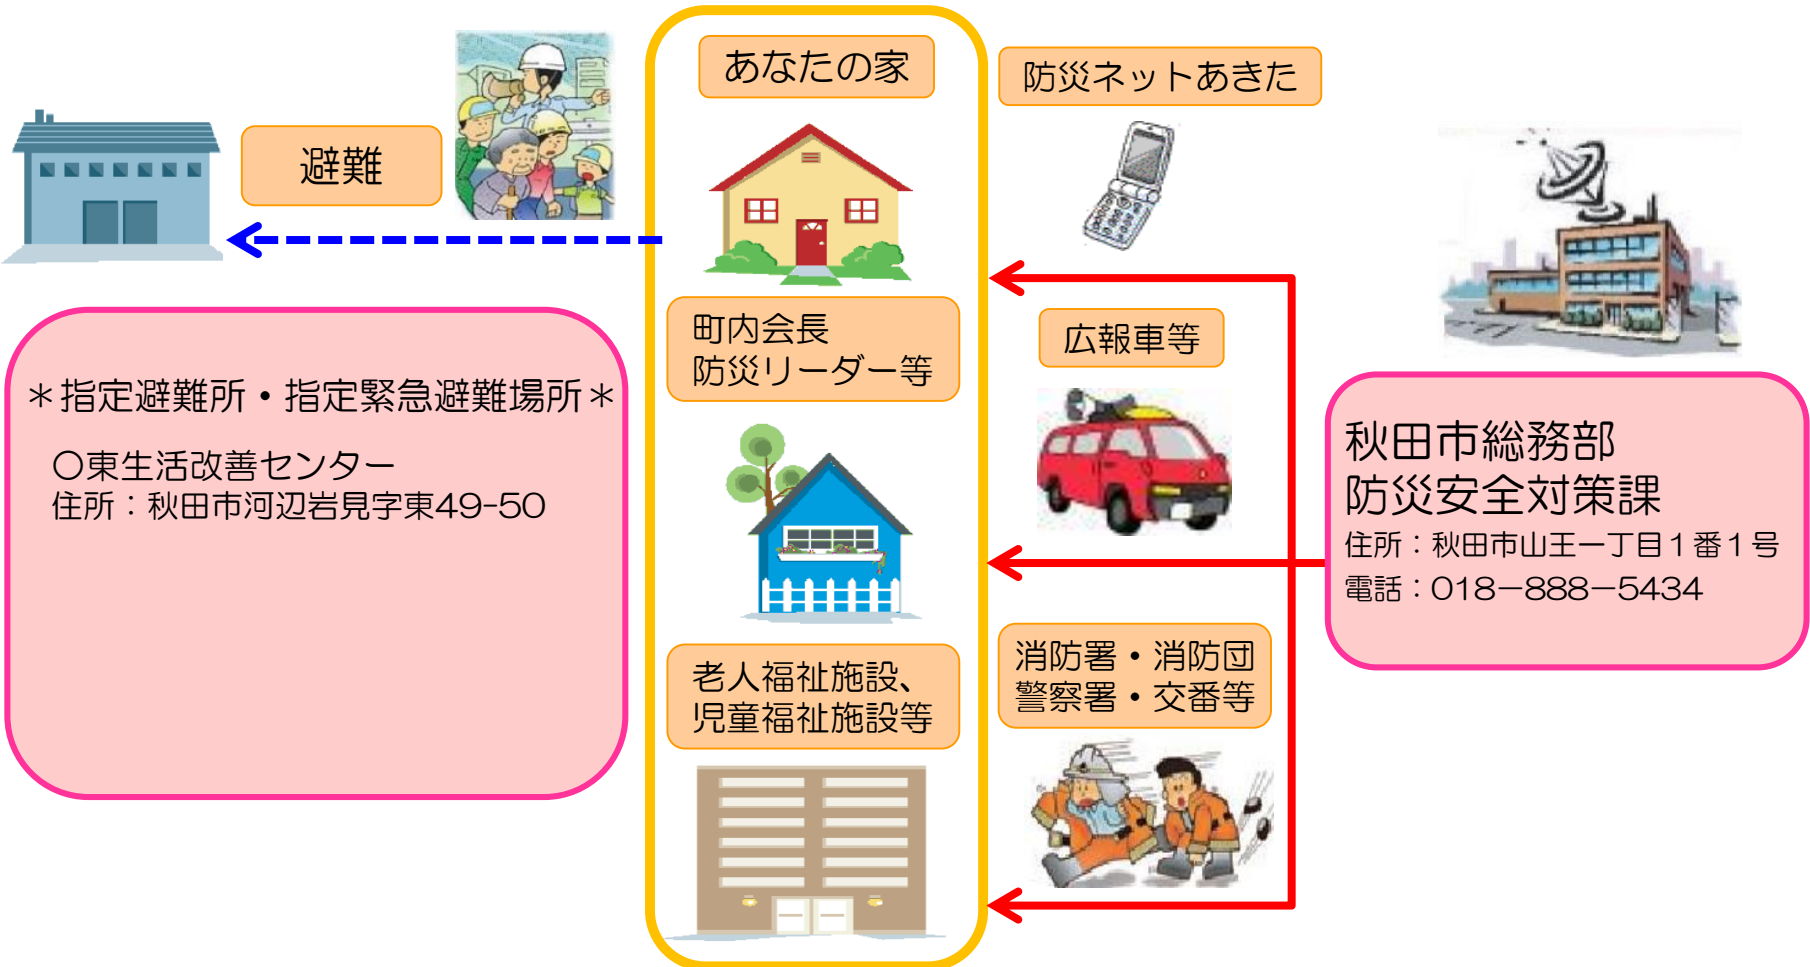 避難
＊指定避難所・指定緊急避難場所＊
〇東生活改善センター
住所：秋田市河辺岩見字東49-50
あなたの家
町内会長
防災リーダー等
老人福祉施設、
児童福祉施設等
防災ネットあきた
広報車等
消防署・消防団
警察署・交番等
秋田市総務部
防災安全対策課
住所：秋田市山王一丁目１番１号
電話：018－888－5434